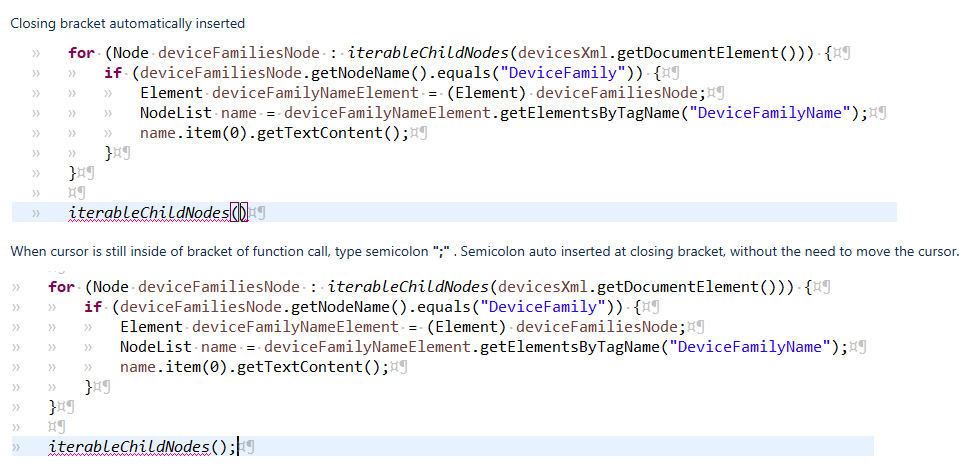 Closing bracket automatically inserted
» for·(Node·deviceFamiliesNode·:·iterableChildNodes(devicesXml.getDocumentElement()))·{¤¶
» » if·(deviceFamiliesNode.getNodeName().equals("DeviceFamily"))·{¤¶
» » » Element·deviceFamilyNameElement·=·(Element)·deviceFamiliesNode;¤¶
» » » NodeList·name·=·deviceFamilyNameElement.getElementsByTagName("DeviceFamilyName");¤¶
» » » name.item(0).getTextContent();¤¶
» » }¤¶
» }¤¶
» ¤¶
» iterableChildNodes()¤¶
When cursor is still inside of bracket of function call, type semicolon ";" . Semicolon auto inserted at closing bracket, without the need to move the cursor.
» for·(Node·deviceFamiliesNode·:·iterableChildNodes(devicesXml.getDocumentElement()))·{¤¶
» » if·(deviceFamiliesNode.getNodeName().equals("DeviceFamily"))·{¤¶
» » » Element·deviceFamilyNameElement·=·(Element)·deviceFamiliesNode;¤¶
» » » NodeList·name·=·deviceFamilyNameElement.getElementsByTagName("DeviceFamilyName");¤¶
» » » name.item(0).getTextContent();¤¶
» » }¤¶
» }¤¶
» ¤¶
» iterableChildNodes();¤¶